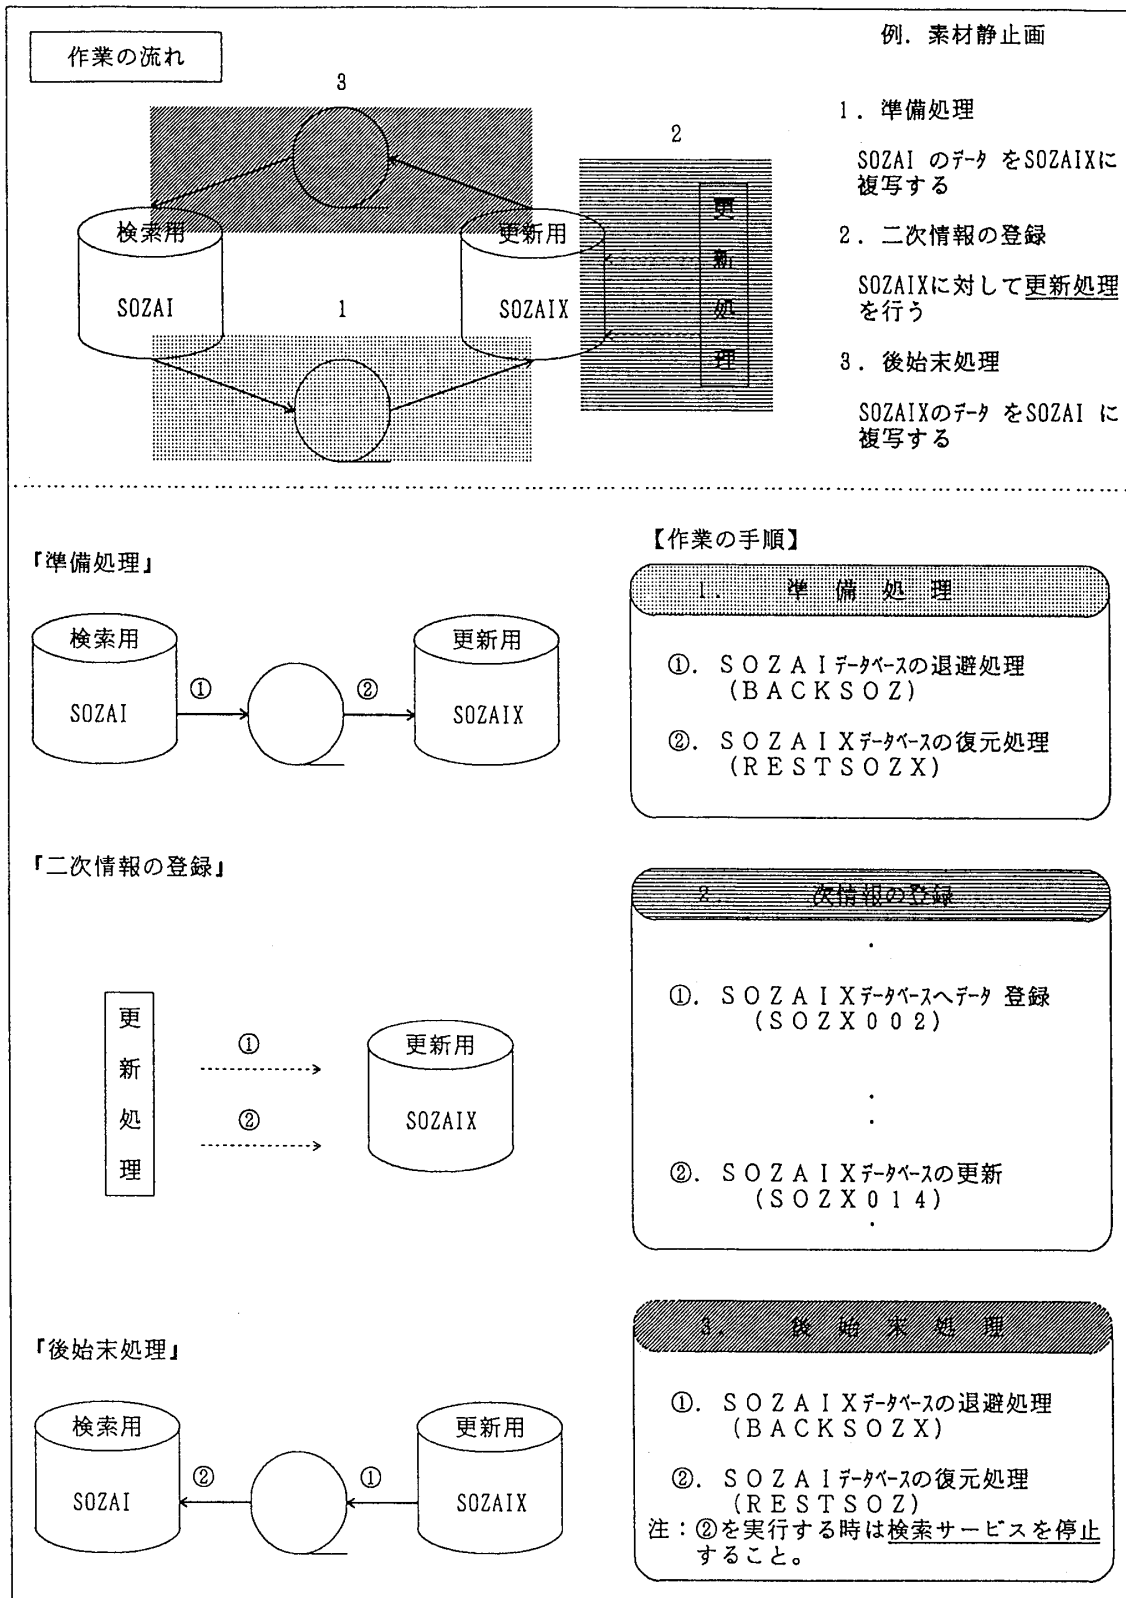 作業の流れ
例．素材静止画
3
2
1
検索用
SOZAI
更新用
SOZAIX
更
新
処
理
1．準備処理
SOZAI のﾃﾞｰﾀ をSOZAIXに
複写する
2．二次情報の登録
SOZAIXに対して更新処理
を行う
3．後始末処理
SOZAIXのﾃﾞｰﾀ をSOZAI に
複写する
『準備処理』
検索用
SOZAI
①
②
更新用
SOZAIX
【作業の手順】
1． 準 備 処 理
①．ＳＯＺＡＩﾃﾞｰﾀﾍﾞｰｽの退避処理
（ＢＡＣＫＳＯＺ）
②．ＳＯＺＡＩＸﾃﾞｰﾀﾍﾞｰｽの復元処理
（ＲＥＳＴＳＯＺＸ）
『二次情報の登録』
更
新
処
理
①
②
更新用
SOZAIX
2． 次情報の登録
・
①．ＳＯＺＡＩＸﾃﾞｰﾀﾍﾞｰｽへﾃﾞｰﾀ 登録
（ＳＯＺＸ００２）
・
・
②．ＳＯＺＡＩＸﾃﾞｰﾀﾍﾞｰｽの更新
（ＳＯＺＸ０１４）
・
『後始末処理』
検索用
SOZAI
②
①
更新用
SOZAIX
3． 後 始 末 処 理
①．ＳＯＺＡＩＸﾃﾞｰﾀﾍﾞｰｽの退避処理
（ＢＡＣＫＳＯＺＸ）
②．ＳＯＺＡＩﾃﾞｰﾀﾍﾞｰｽの復元処理
（ＲＥＳＴＳＯＺ）
注：②を実行する時は検索サービスを停止
すること。